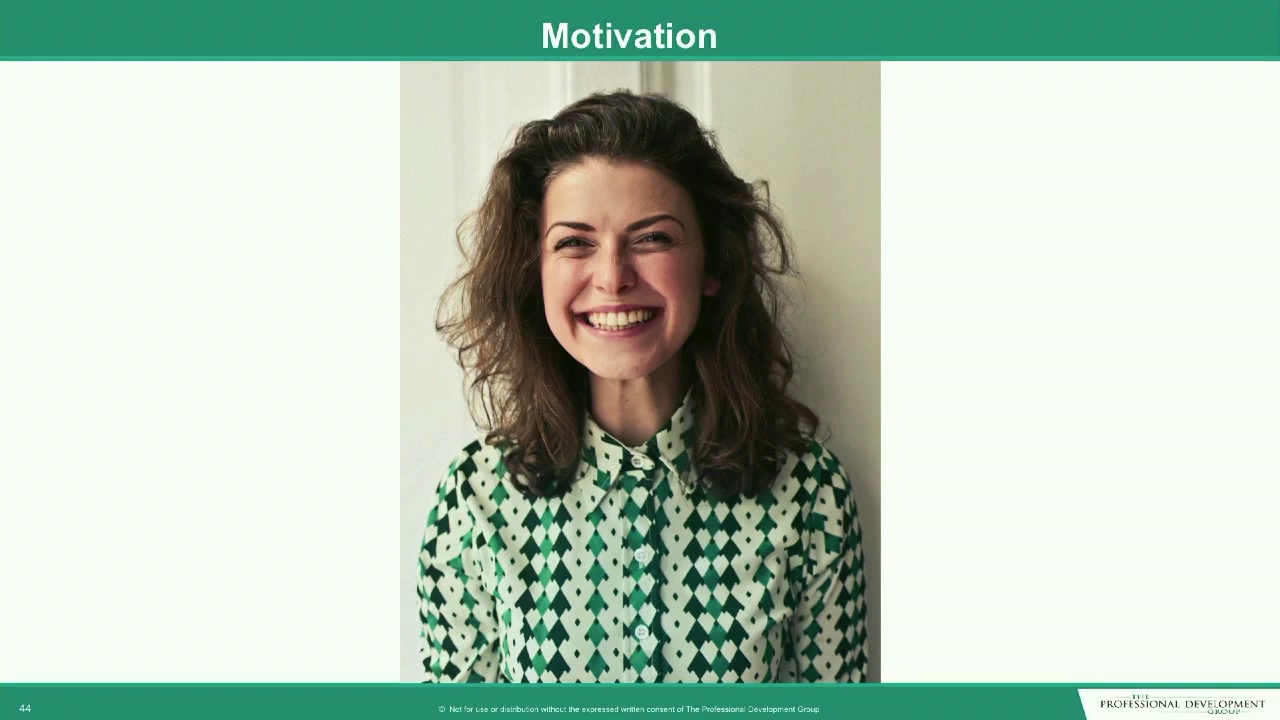 Motivation
44
© Not for use or distribution without the expressed written consent of The Professional Development Group
THE
PROFESSIONAL DEVELOPMENT
GROUP